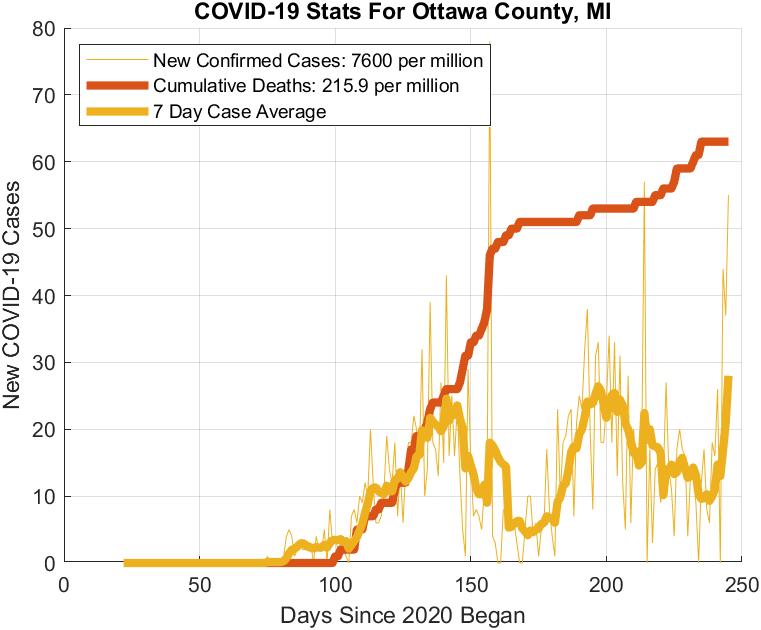 COVID-19 Stats For Ottawa County, MI
80
70
60
50
40
30
20
10
0
New COVID-19 Cases
New Confirmed Cases: 7600 per million
Cumulative Deaths: 215.9 per million
7 Day Case Average
0 50 100 150 200 250
Days Since 2020 Began